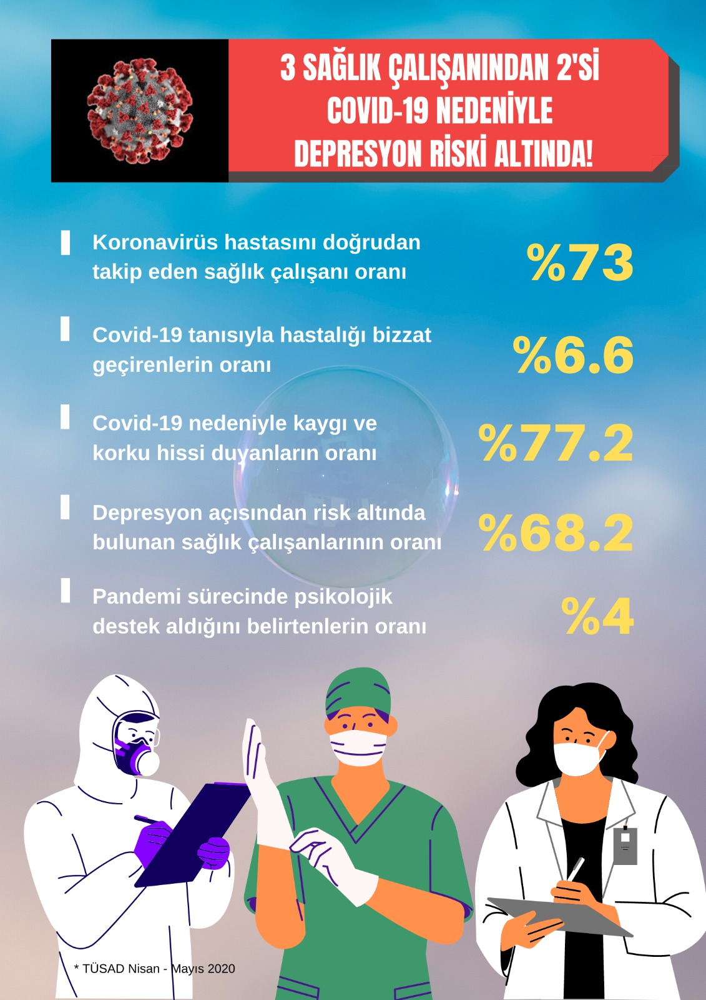 3 SAĞLIK ÇALIŞANINDAN 2'Sİ
COVID-19 NEDENİYLE
DEPRESYON RİSKİ ALTINDA!
Koronavirüs hastasını doğrudan
takip eden sağlık çalışanı oranı
%73
Covid-19 tanısıyla hastalığı bizzat
geçirenlerin oranı
%6.6
Covid-19 nedeniyle kaygı ve
korku hissi duyanların oranı
%77.2
Depresyon açısından risk altında
bulunan sağlık çalışanlarının oranı
%68.2
Pandemi sürecinde psikolojik
destek aldığını belirtenlerin oranı
%4
* TÜSAD Nisan - Mayıs 2020